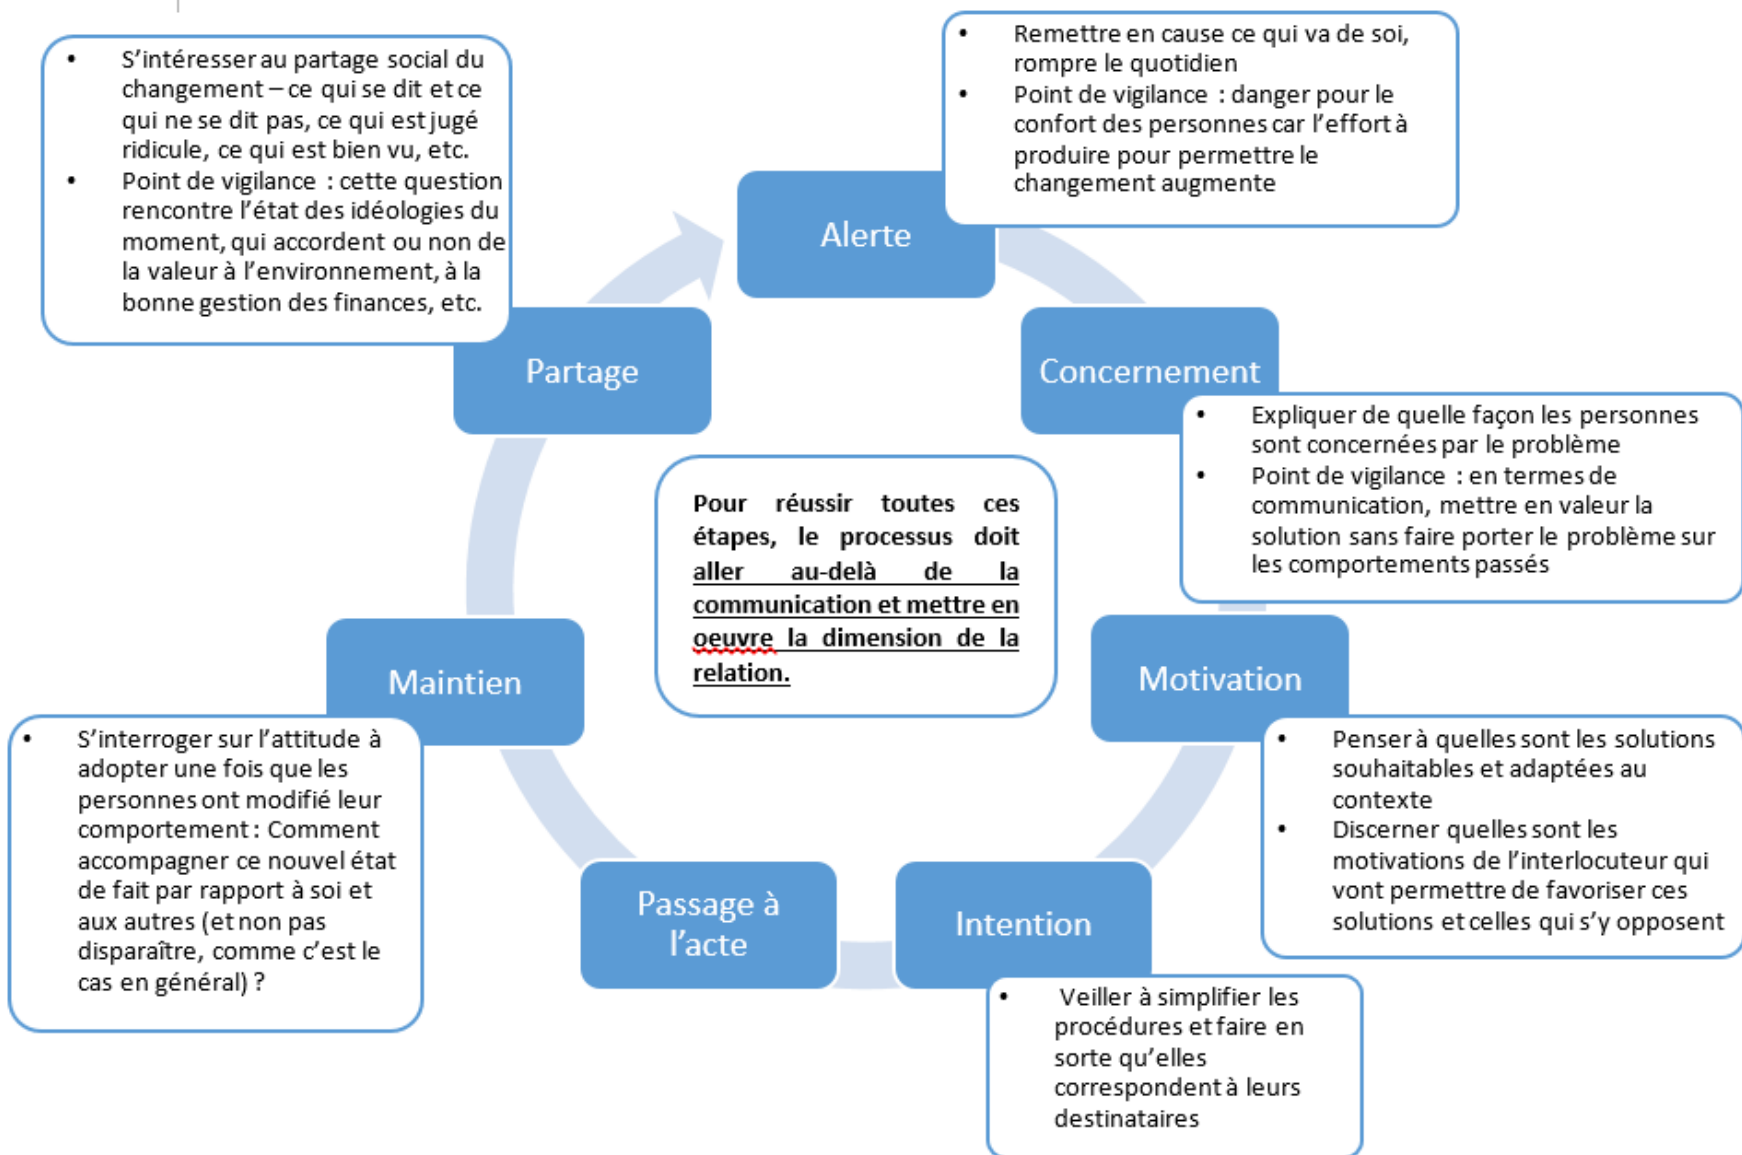 • S’intéresser au partage social du
changement – ce qui se dit et ce
qui ne se dit pas, ce qui est jugé
ridicule, ce qui est bien vu, etc.
• Point de vigilance : cette question
rencontre l’état des idéologies du
moment, qui accordent ou non de
la valeur à l’environnement, à la
bonne gestion des finances, etc.
• Remettre en cause ce qui va de soi,
rompre le quotidien
• Point de vigilance : danger pour le
confort des personnes car l’effort à
produire pour permettre le
changement augmente
Alerte
Partage
Concernement
• Expliquer de quelle façon les personnes
sont concernées par le problème
• Point de vigilance : en termes de
communication, mettre en valeur la
solution sans faire porter le problème sur
les comportements passés
Pour réussir toutes ces
étapes, le processus doit
aller au-delà de la
communication et mettre en
oeuvre la dimension de la
relation.
Maintien
Motivation
• S’interroger sur l’attitude à
adopter une fois que les
personnes ont modifié leur
comportement : Comment
accompagner ce nouvel état
de fait par rapport à soi et
aux autres (et non pas
disparaître, comme c’est le
cas en général) ?
• Penser à quelles sont les solutions
souhaitables et adaptées au
contexte
• Discerner quelles sont les
motivations de l’interlocuteur qui
vont permettre de favoriser ces
solutions et celles qui s’y opposent
Passage à
l’acte
Intention
• Veiller à simplifier les
procédures et faire en
sorte qu’elles
correspondent à leurs
destinataires